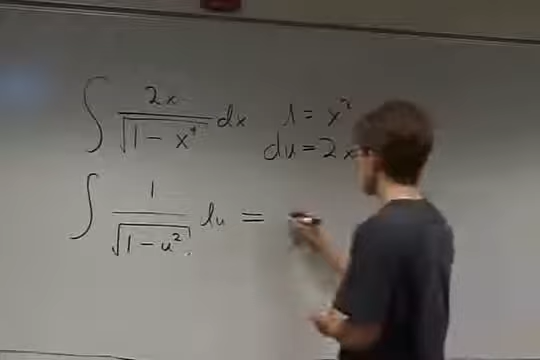 ∫ 2x / √(1 - x⁴) dx u = x²
du = 2x
∫ 1 / √(1 - u²) du =